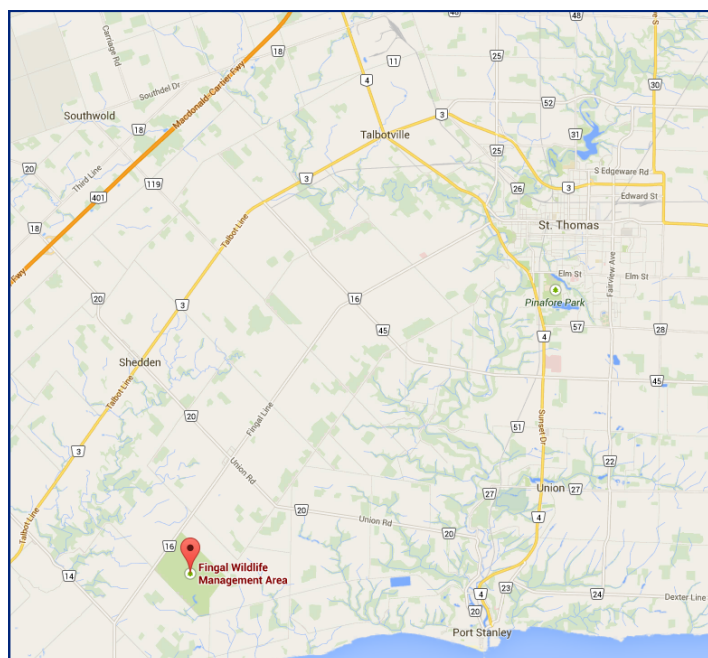 48
Carriage Rd
18
25
4
11
30
Southdel Dr
Macdonald-Cartier Fwy
52
Southwold
18
3
Talbotville
31
20
Third Line
25
S Edgeware Rd
119
3
26
3
401
Edward St
18
Talbot Line
St. Thomas
Fwy
Elm St
Fairview Ave
Elm St
20
16
Pinafore Park
3
57
28
45
4
Shedden
45
Talbot Line
20
Fingal Line
51
Sunset Dr
3
Union Rd
22
27
Union
27
Talbot Line
Union Rd
20
4
16
Fingal Wildlife
Management Area
14
23
4
24
Dexter Line
20
Port Stanley